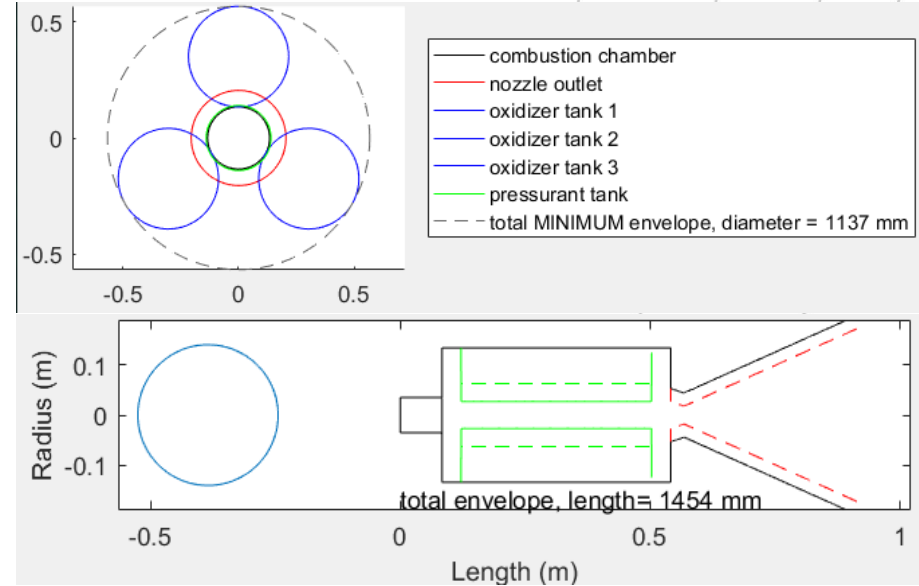 0.5
0
-0.5
-0.5
0
0.5
combustion chamber
nozzle outlet
oxidizer tank 1
oxidizer tank 2
oxidizer tank 3
pressurant tank
total MINIMUM envelope, diameter = 1137 mm
Radius (m)
0.1
0
-0.1
total envelope, length= 1454 mm
-0.5
0
0.5
1
Length (m)